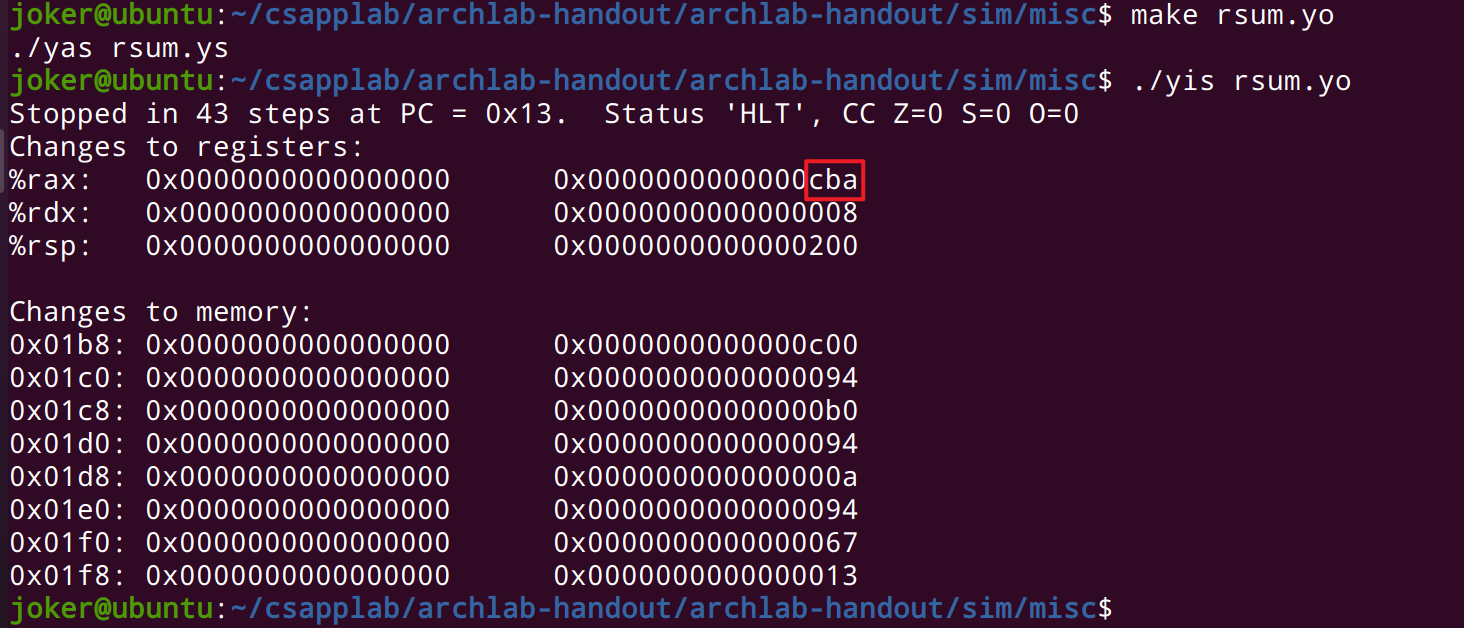 joker@ubuntu:~/csapplab/archlab-handout/archlab-handout/sim/misc$ make rsum.yo
./yas rsum.ys
joker@ubuntu:~/csapplab/archlab-handout/archlab-handout/sim/misc$ ./yis rsum.yo
Stopped in 43 steps at PC = 0x13.  Status 'HLT', CC Z=0 S=0 O=0
Changes to registers:
%rax:   0x0000000000000000      0x0000000000000cba
%rdx:   0x0000000000000000      0x0000000000000008
%rsp:   0x0000000000000000      0x0000000000000200

Changes to memory:
0x01b8: 0x0000000000000000      0x0000000000000c00
0x01c0: 0x0000000000000000      0x0000000000000094
0x01c8: 0x0000000000000000      0x00000000000000b0
0x01d0: 0x0000000000000000      0x0000000000000094
0x01d8: 0x0000000000000000      0x000000000000000a
0x01e0: 0x0000000000000000      0x0000000000000094
0x01f0: 0x0000000000000000      0x0000000000000067
0x01f8: 0x0000000000000000      0x0000000000000013
joker@ubuntu:~/csapplab/archlab-handout/archlab-handout/sim/misc$